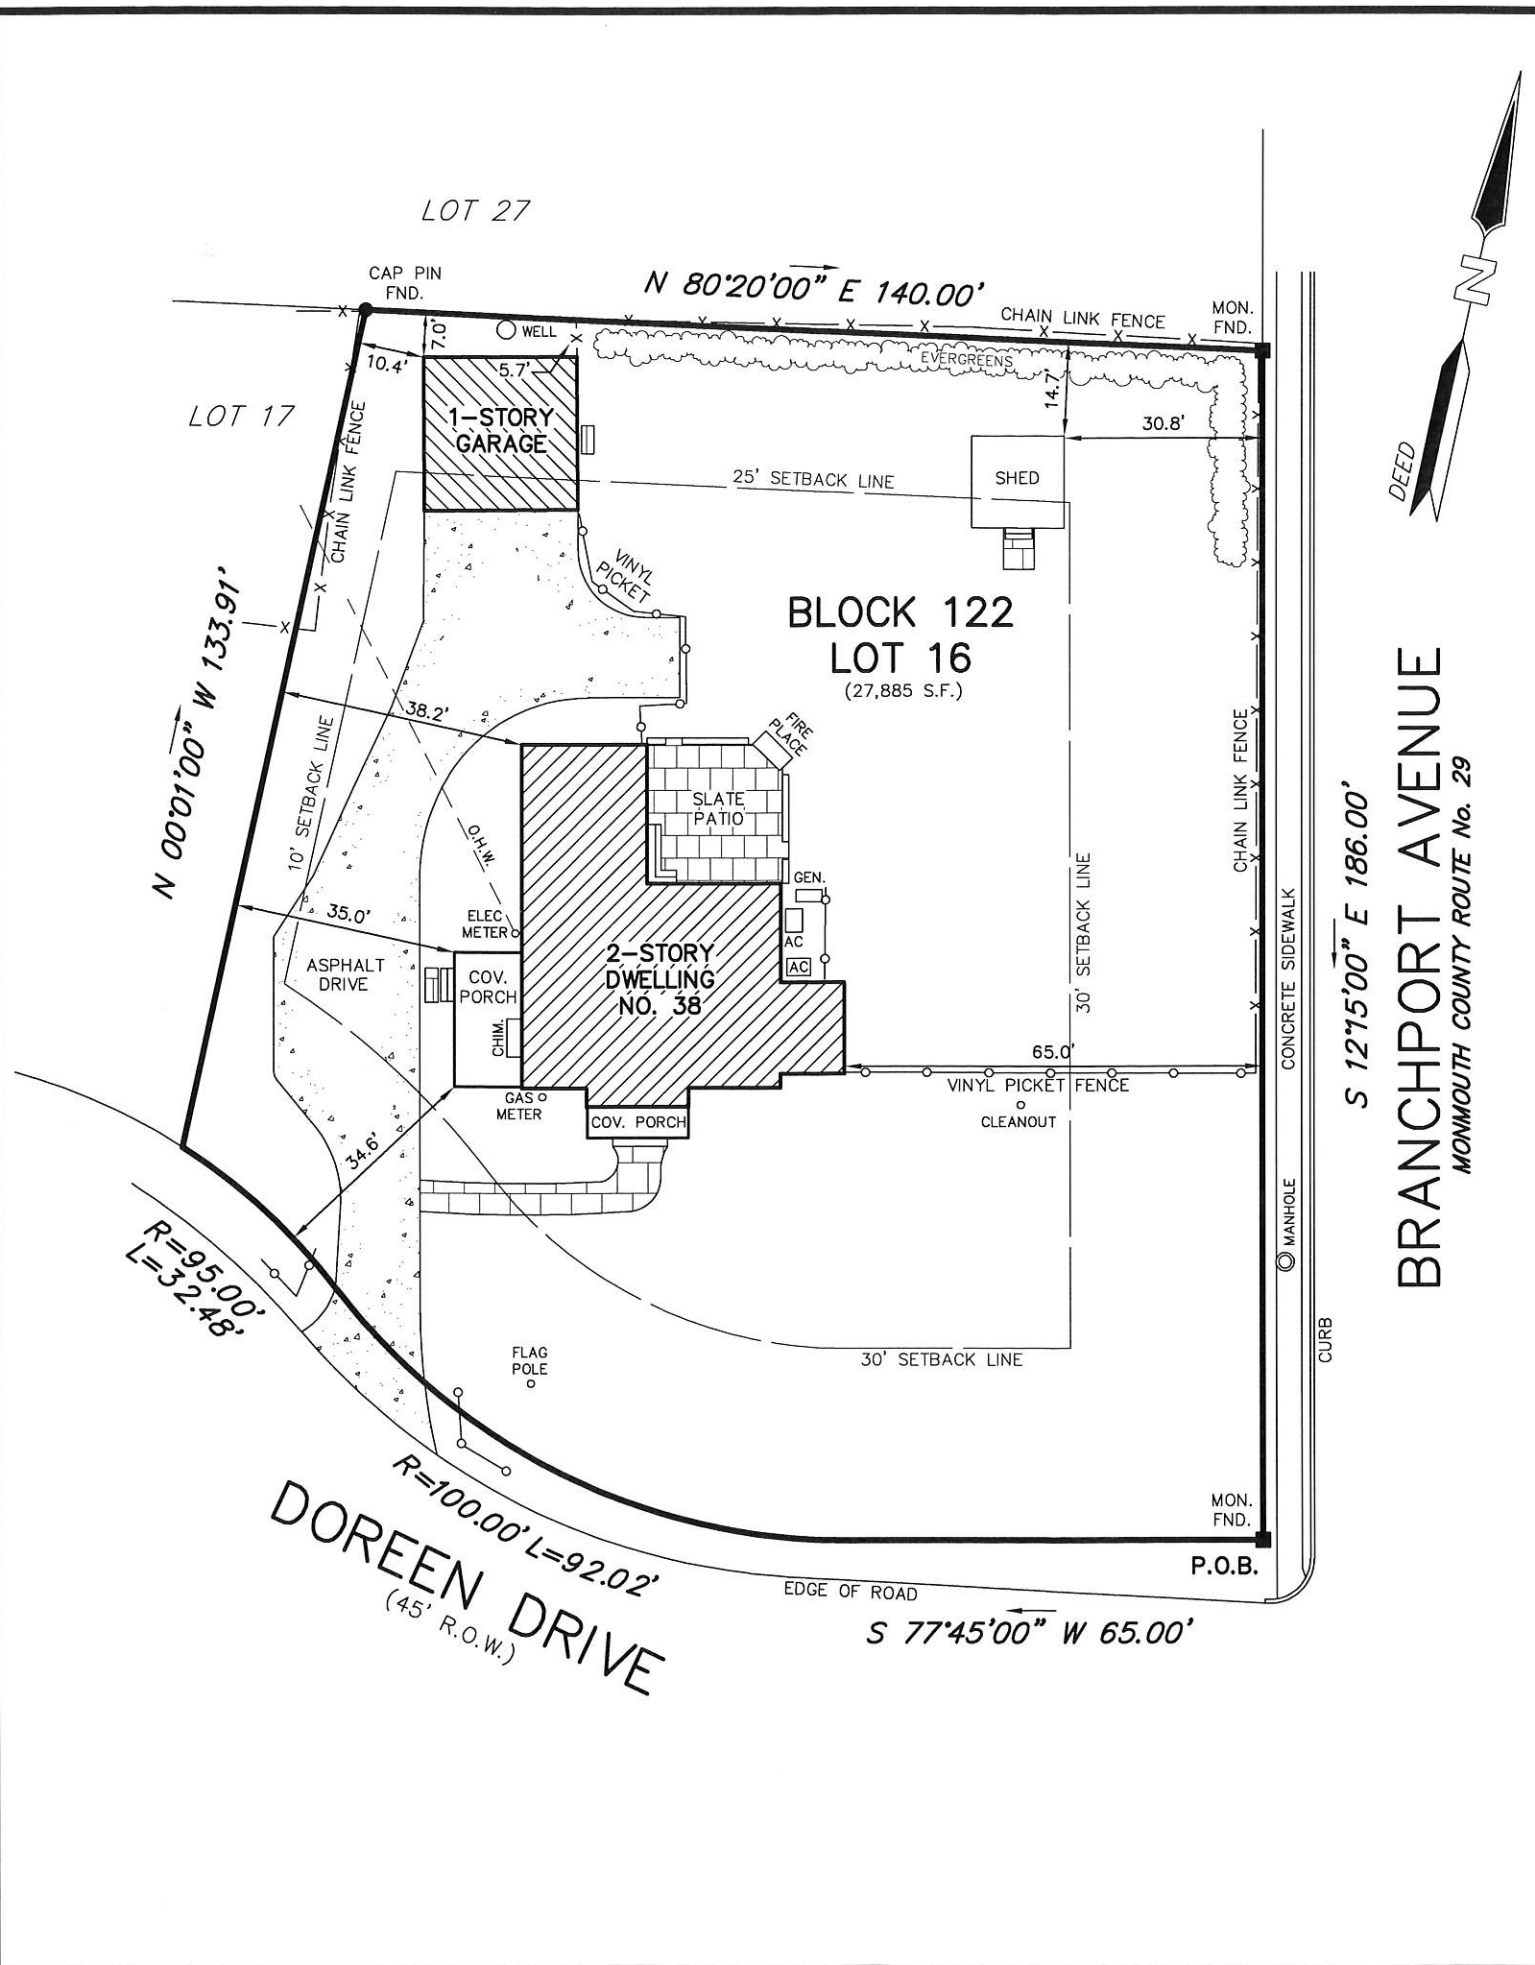 LOT 27
CAP PIN
FND.
N 80°20'00" E 140.00'
CHAIN LINK FENCE
MON.
FND.
N
DEED
7.0'
WELL
10.4'
5.7'
EVERGREENS
14.7'
30.8'
LOT 17
CHAIN LINK FENCE
1-STORY
GARAGE
25' SETBACK LINE
SHED
VINYL
PICKET
BLOCK 122
LOT 16
(27,885 S.F.)
N 00°01'00" W 133.91'
38.2'
10' SETBACK LINE
FIRE
PLACE
SLATE
PATIO
O.H.W.
CHAIN LINK FENCE
GEN.
AC
AC
35.0'
ELEC
METER
2-STORY
DWELLING
NO. 38
ASPHALT
DRIVE
COV.
PORCH
CHIM.
30' SETBACK LINE
CONCRETE SIDEWALK
S 12°15'00" E 186.00'
BRANCHPORT AVENUE
MONMOUTH COUNTY ROUTE No. 29
65.0'
VINYL PICKET FENCE
CLEANOUT
GAS
METER
COV. PORCH
34.6'
MANHOLE
R=95.00'
L=32.48'
CURB
FLAG
POLE
30' SETBACK LINE
R=100.00' L=92.02'
MON.
FND.
P.O.B.
DOREEN DRIVE
(45' R.O.W.)
EDGE OF ROAD
S 77°45'00" W 65.00'